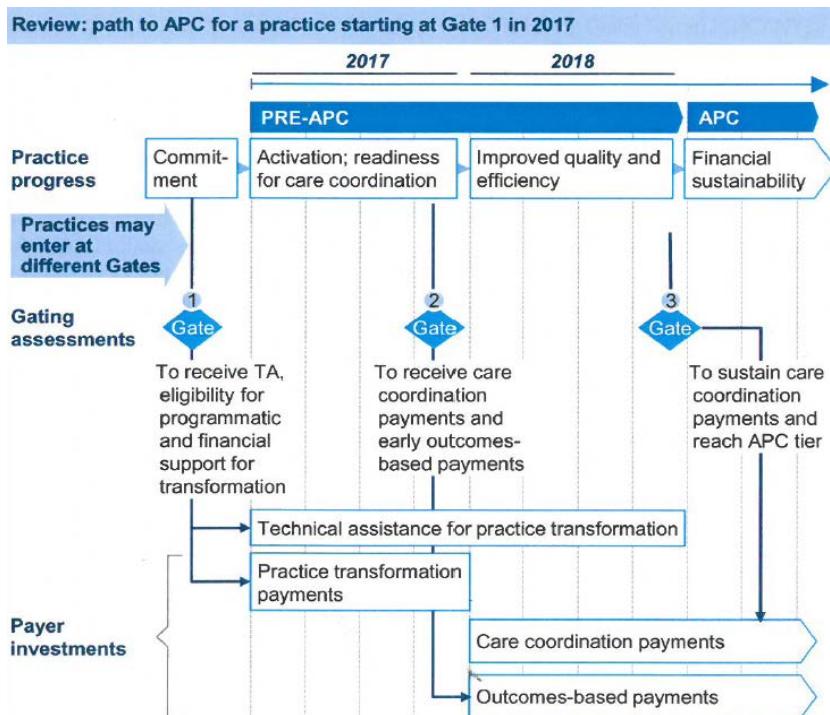 Review: path to APC for a practice starting at Gate 1 in 2017
2017
2018
PRE-APC
APC
Practice
progress
Commit-
ment
Activation; readiness
for care coordination
Improved quality and
efficiency
Financial
sustainability
Practices may
enter at
different Gates
Gating
assessments
1
Gate
2
Gate
3
Gate
To receive TA,
eligibility for
programmatic
and financial
support for
transformation
To receive care
coordination
payments and
early outcomes-
based payments
To sustain care
coordination
payments and
reach APC tier
Technical assistance for practice transformation
Practice transformation
payments
Payer
investments
Care coordination payments
Outcomes-based payments